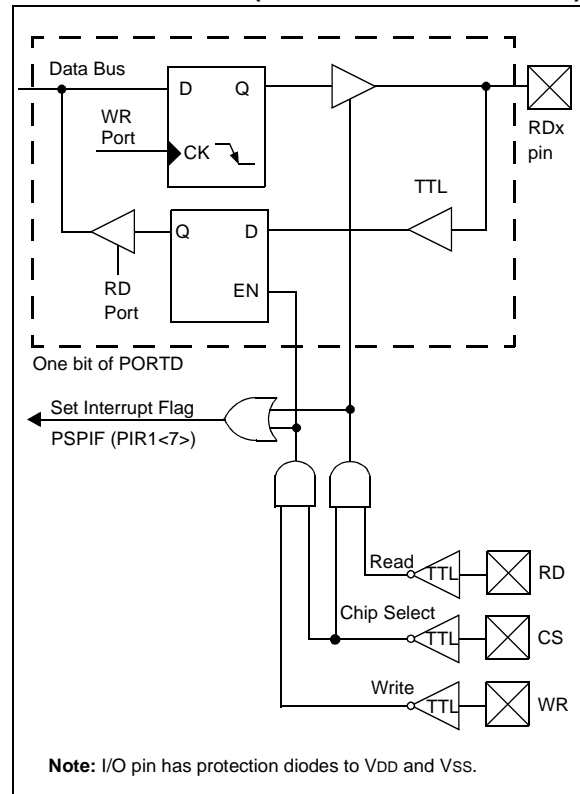 Data Bus
D Q
WR
Port
CK
RDx
pin
TTL
Q D
RD
Port
EN
One bit of PORTD
Set Interrupt Flag
PSPIF (PIR1<7>)
Read
TTL
RD
Chip Select
TTL
CS
Write
TTL
WR
Note: I/O pin has protection diodes to VDD and VSS.